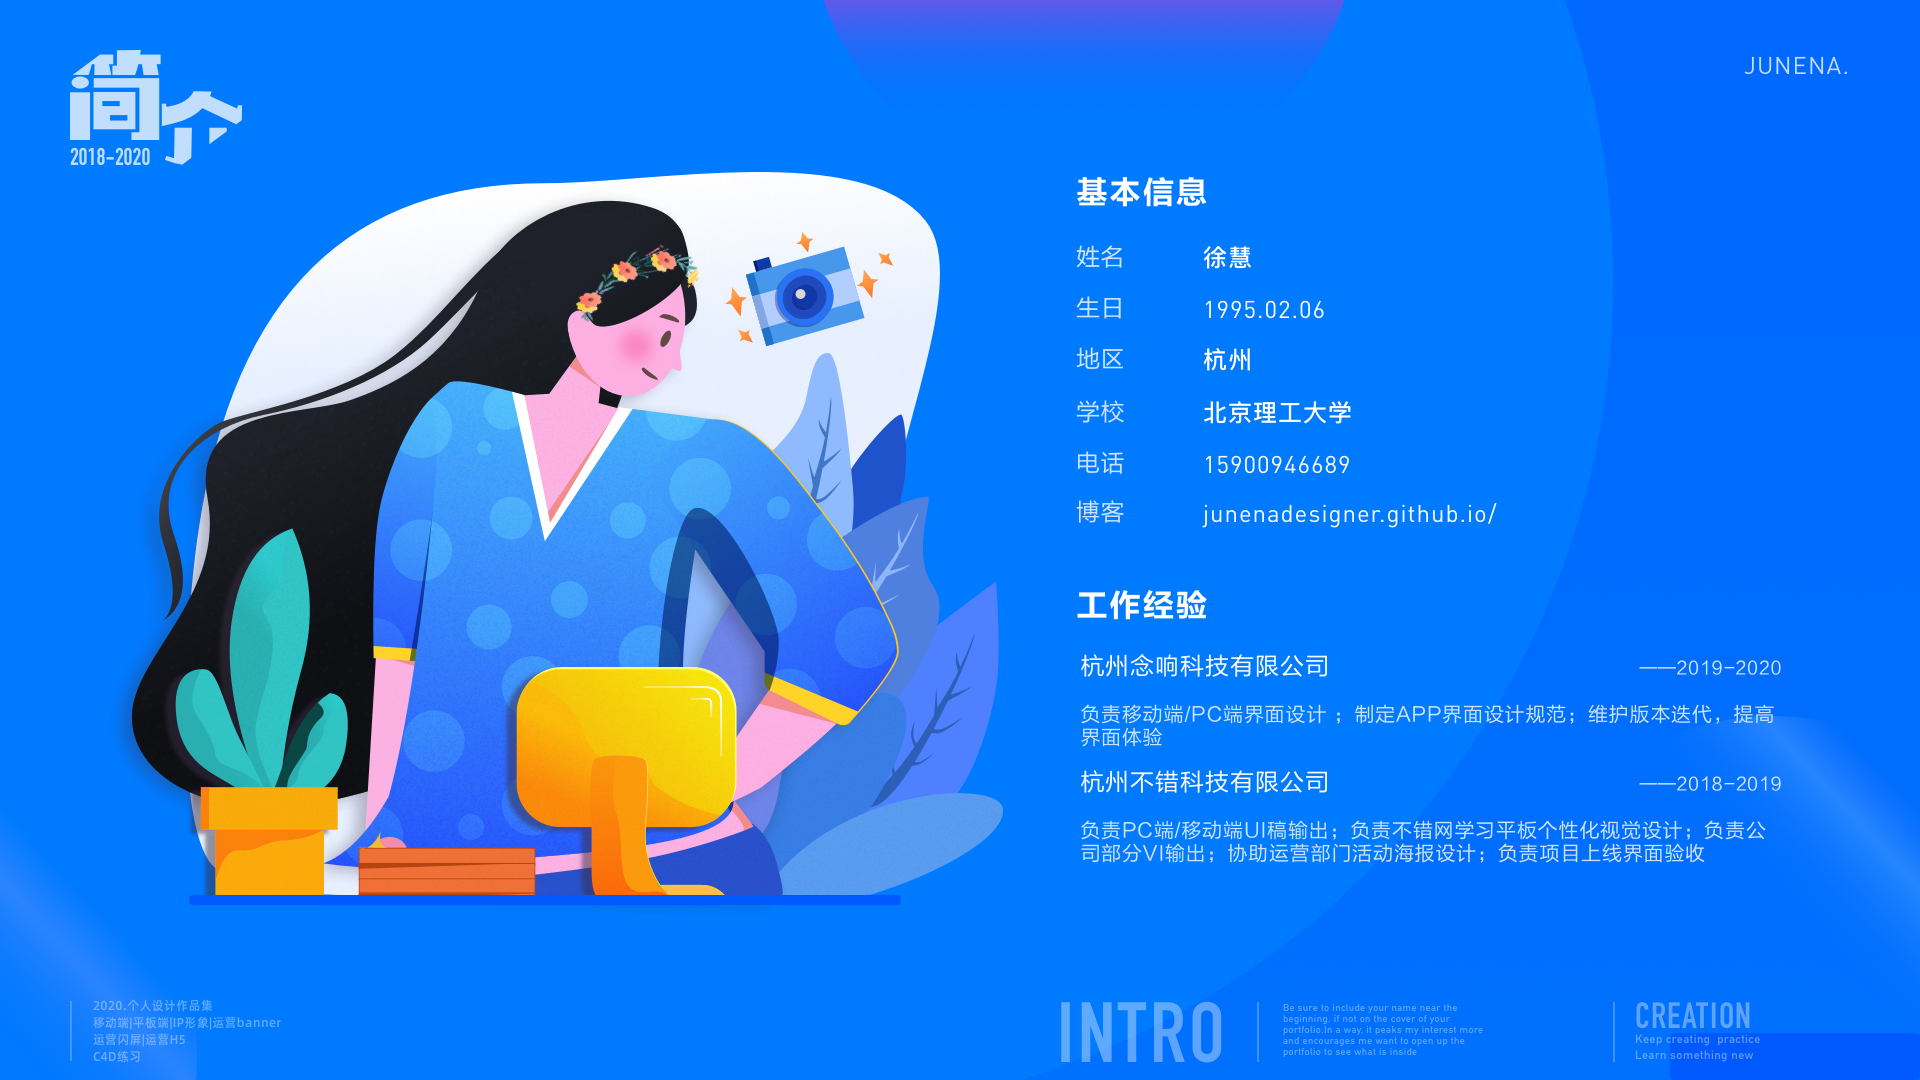 简介
2018-2020
JUNENA.
基本信息
姓名 徐慧
生日 1995.02.06
地区 杭州
学校 北京理工大学
电话 15900946689
博客 junenadesigner.github.io/
工作经验
杭州念响科技有限公司 ——2019-2020
负责移动端/PC端界面设计 ；制定APP界面设计规范；维护版本迭代，提高
界面体验
杭州不错科技有限公司 ——2018-2019
负责PC端/移动端UI稿输出；负责不错网学习平板个性化视觉设计；负责公
司部分VI输出；协助运营部门活动海报设计；负责项目上线界面验收
2020.个人设计作品集
移动端|平板端|IP形象|运营banner
运营闪屏|运营H5
C4D练习
INTRO
Be sure to include your name near the
beginning, if not on the cover of your
portfolio.In a way, it peaks my interest more
and encourages me want to open up the
portfolio to see what is inside
CREATION
Keep creating practice
Learn something new